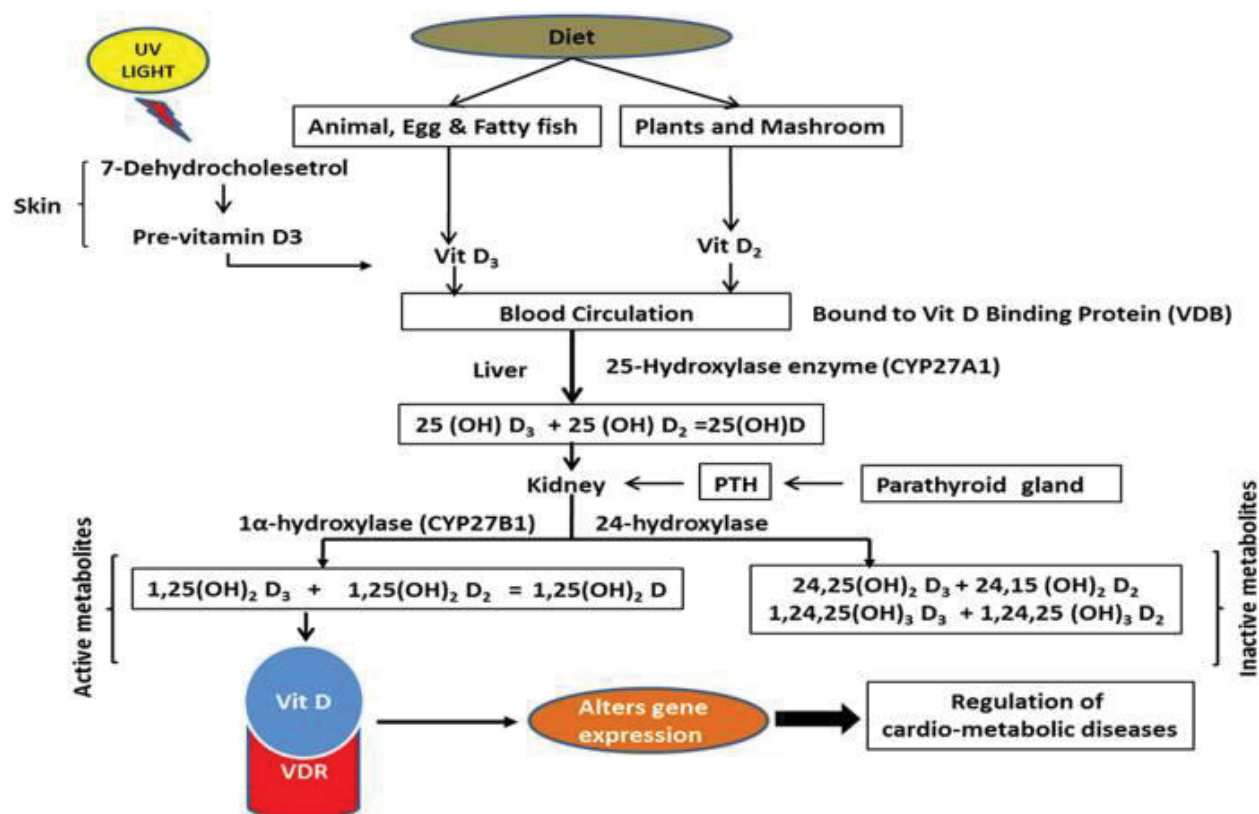 Diet
UV
LIGHT
Animal, Egg & Fatty fish
Plants and Mashroom
7-Dehydrocholesetrol
Skin
Pre-vitamin D3
Vit D₃
Vit D₂
Blood Circulation
Bound to Vit D Binding Protein (VDB)
Liver
25-Hydroxylase enzyme (CYP27A1)
25 (OH) D₃ + 25 (OH) D₂ =25(OH)D
Kidney
PTH
Parathyroid gland
1α-hydroxylase (CYP27B1)
24-hydroxylase
Active metabolites
1,25(OH)₂ D₃ + 1,25(OH)₂ D₂ = 1,25(OH)₂ D
24,25(OH)₂ D₃ + 24,15 (OH)₂ D₂
1,24,25(OH)₃ D₃ + 1,24,25 (OH)₃ D₂
Inactive metabolites
Vit D
VDR
Alters gene
expression
Regulation of
cardio-metabolic diseases